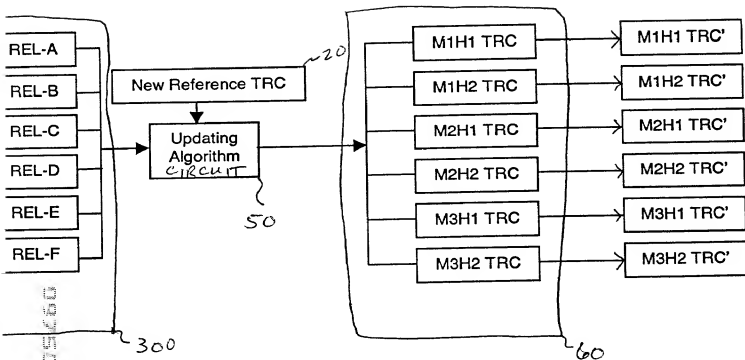 REL-A
REL-B
REL-C
REL-D
REL-E
REL-F
300
New Reference TRC
20
Updating
Algorithm
CIRCUIT
50
M1H1 TRC
M1H2 TRC
M2H1 TRC
M2H2 TRC
M3H1 TRC
M3H2 TRC
60
M1H1 TRC'
M1H2 TRC'
M2H1 TRC'
M2H2 TRC'
M3H1 TRC'
M3H2 TRC'